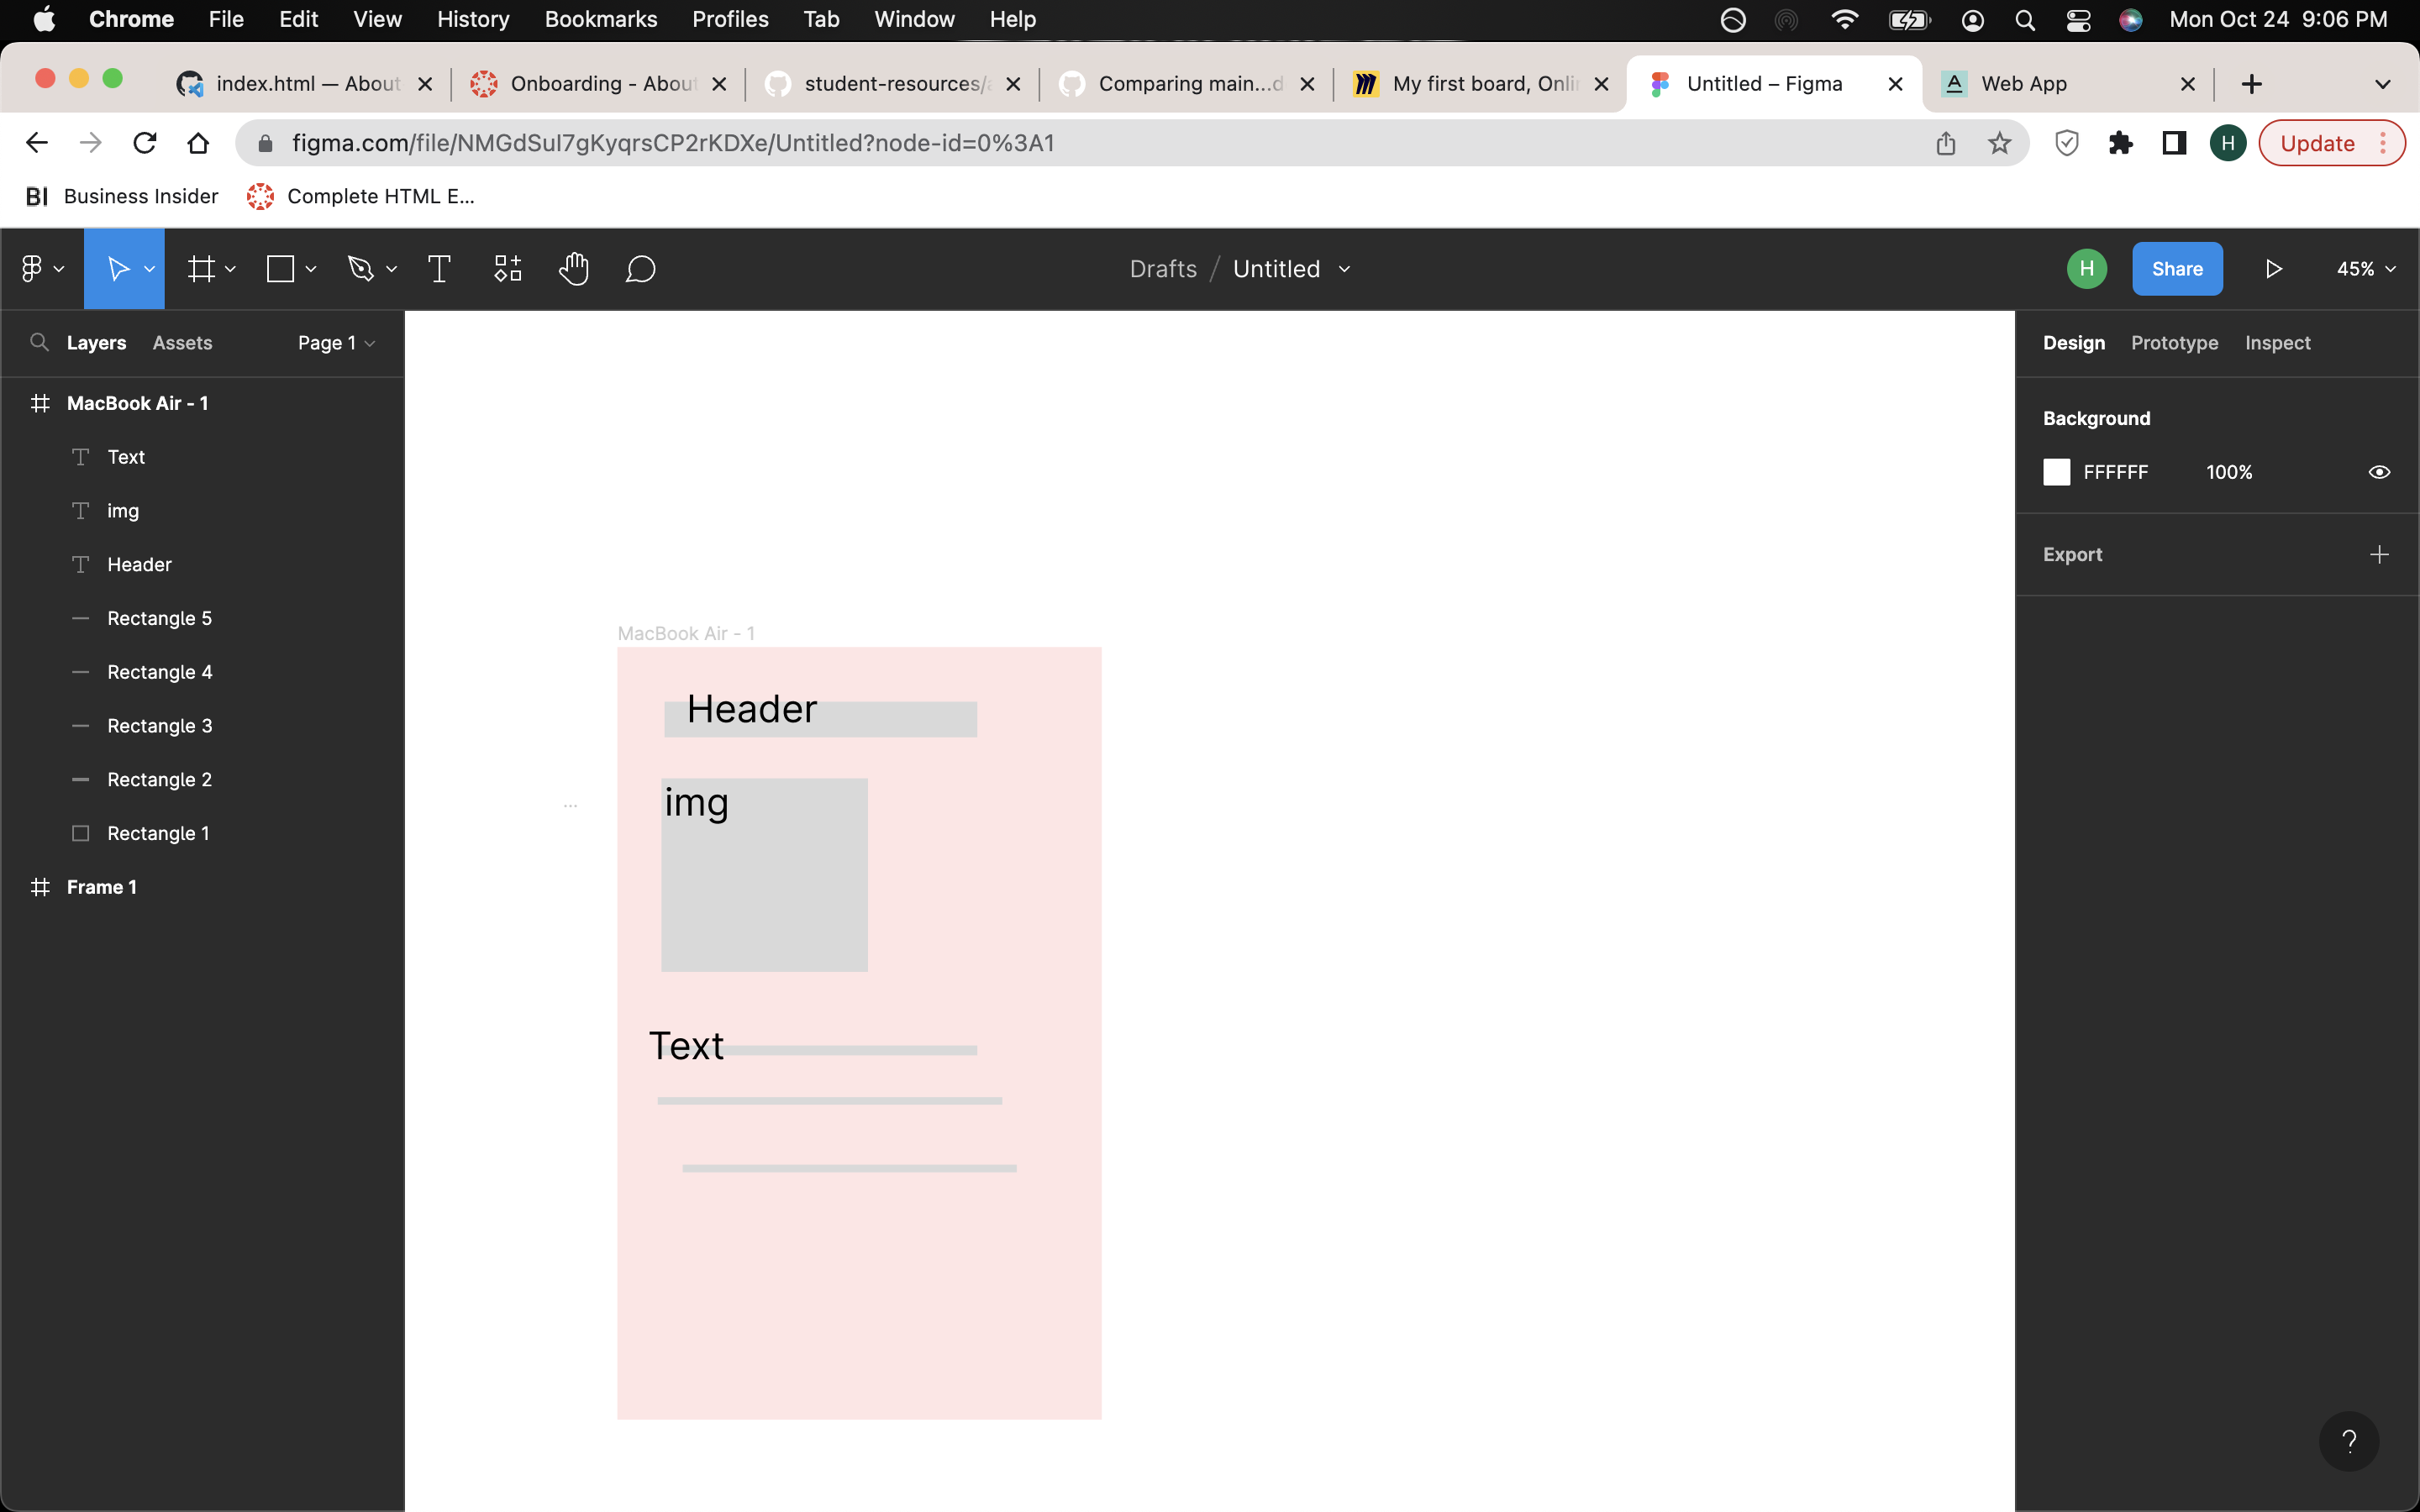 Chrome File Edit View History Bookmarks Profiles Tab Window Help Mon Oct 24 9:06 PM
index.html — About Onboarding - About student-resources/ Comparing main...d My first board, Onli Untitled – Figma Web App
figma.com/file/NMGdSul7gKyqrsCP2rKDXe/Untitled?node-id=0%3A1 H Update
BI Business Insider Complete HTML E...
Drafts / Untitled H Share 45%
Layers Assets Page 1 Design Prototype Inspect
MacBook Air - 1
Text
img
Header
Rectangle 5
Rectangle 4
Rectangle 3
Rectangle 2
Rectangle 1
Frame 1
MacBook Air - 1
Header
img
Text
...
Background
FFFFFF 100%
Export
?